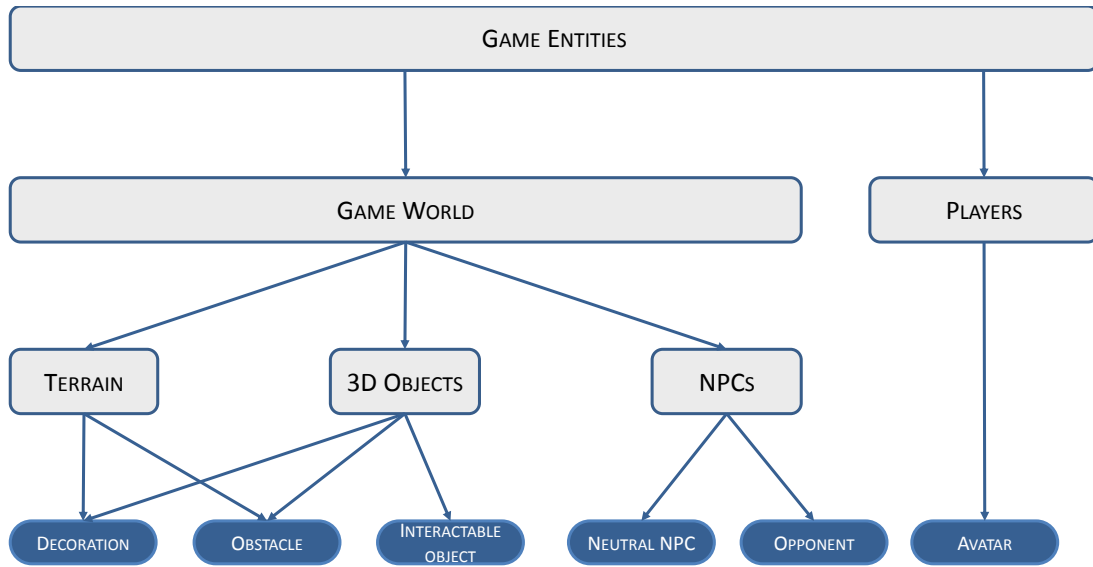 Game Entities
Game World
Players
Terrain
3D Objects
NPCs
Decoration
Obstacle
Interactable
object
Neutral NPC
Opponent
Avatar